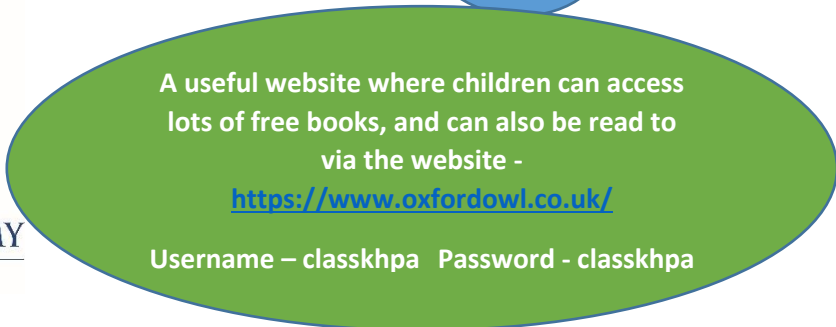 A useful website where children can access
lots of free books, and can also be read to
via the website -
https://www.oxfordowl.co.uk/
Username – classkhpa Password - classkhpa